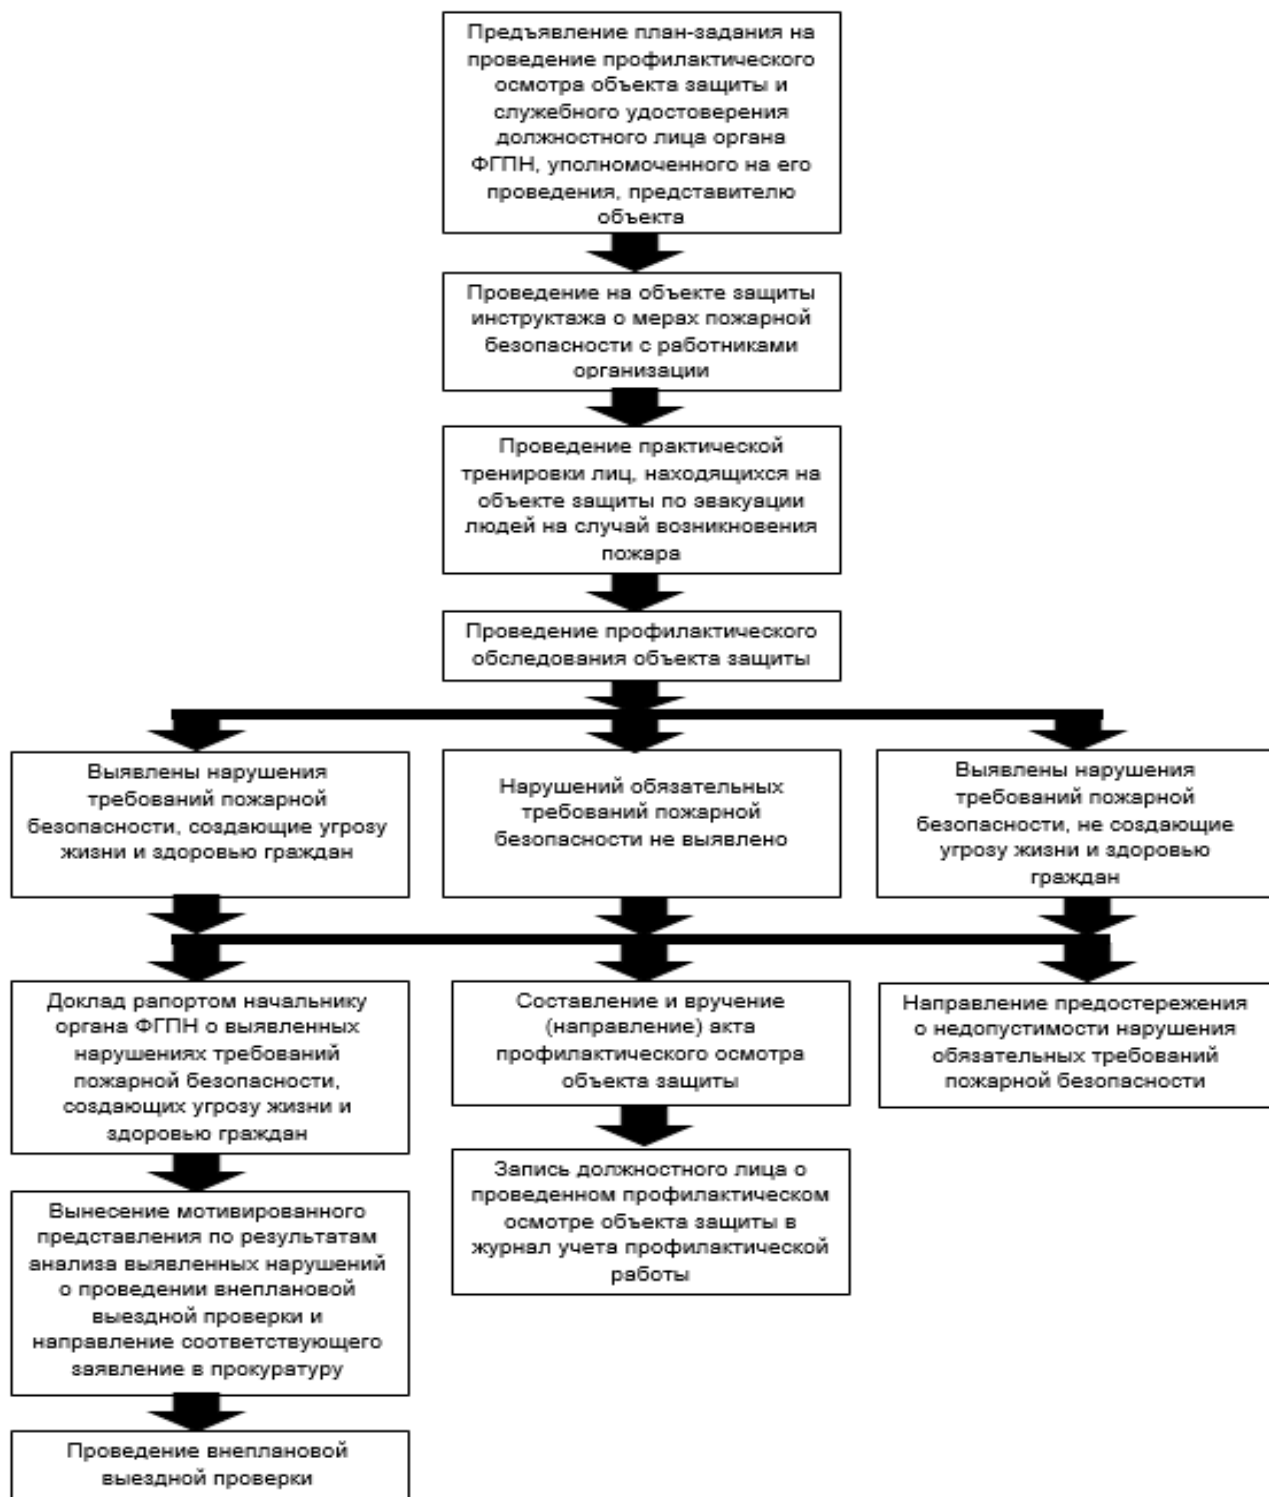 Предъявление план-задания на
проведение профилактического
осмотра объекта защиты и
служебного удостоверения
должностного лица органа
ФГПН, уполномоченного на его
проведения, представителю
объекта
Проведение на объекте защиты
инструктажа о мерах пожарной
безопасности с работниками
организации
Проведение практической
тренировки лиц, находящихся на
объекте защиты по эвакуации
людей на случай возникновения
пожара
Проведение профилактического
обследования объекта защиты
Выявлены нарушения
требований пожарной
безопасности, создающие угрозу
жизни и здоровью граждан
Нарушений обязательных
требований пожарной
безопасности не выявлено
Выявлены нарушения
требований пожарной
безопасности, не создающие
угрозу жизни и здоровью
граждан
Доклад рапортом начальнику
органа ФГПН о выявленных
нарушениях требований
пожарной безопасности,
создающих угрозу жизни и
здоровью граждан
Составление и вручение
(направление) акта
профилактического осмотра
объекта защиты
Направление предостережения
о недопустимости нарушения
обязательных требований
пожарной безопасности
Запись должностного лица о
проведенном профилактическом
осмотре объекта защиты в
журнал учета профилактической
работы
Вынесение мотивированного
представления по результатам
анализа выявленных нарушений
о проведении внеплановой
выездной проверки и
направление соответствующего
заявление в прокуратуру
Проведение внеплановой
выездной проверки